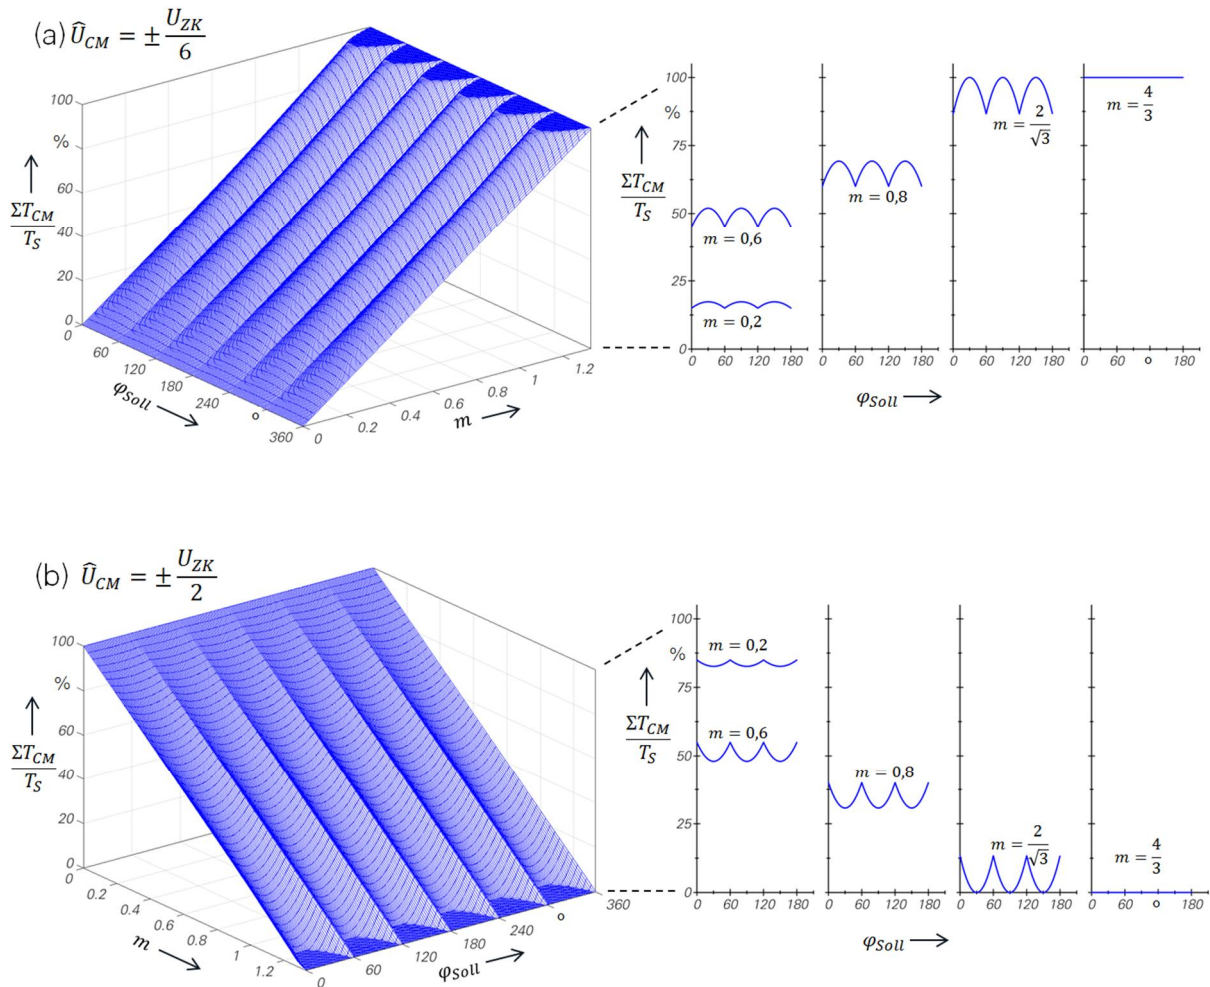 (a) Û_CM = ± U_ZK/6
100
%
80
60
40
20
0
ΣT_CM/T_S
0
60
120
180
240
°
360
φ_Soll
0
0.2
0.4
0.6
0.8
1
1.2
m
100
%
75
50
25
0
ΣT_CM/T_S
m = 0,6
m = 0,2
m = 0,8
m = 2/√3
m = 4/3
0 60 120 180
0 60 120 180
0 60 120 180
0 60 ° 180
φ_Soll
(b) Û_CM = ± U_ZK/2
100
%
60
40
20
0
ΣT_CM/T_S
0
0.2
0.4
0.6
0.8
1
1.2
m
0
60
120
180
240
°
360
φ_Soll
100
%
75
50
25
0
ΣT_CM/T_S
m = 0,2
m = 0,6
m = 0,8
m = 2/√3
m = 4/3
0 60 120 180
0 60 120 180
0 60 120 180
0 60 ° 180
φ_Soll